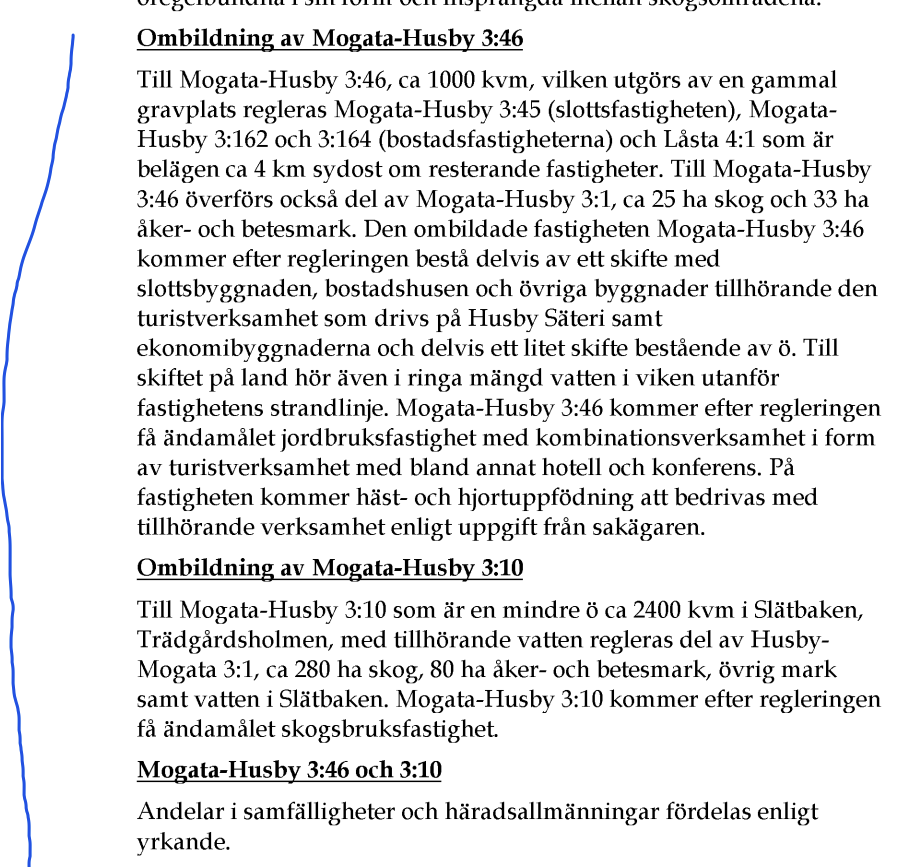 oregelbundna i sin form och insprängda mellan skogsområdena.
Ombildning av Mogata-Husby 3:46
Till Mogata-Husby 3:46, ca 1000 kvm, vilken utgörs av en gammal
gravplats regleras Mogata-Husby 3:45 (slottsfastigheten), Mogata-
Husby 3:162 och 3:164 (bostadsfastigheterna) och Låsta 4:1 som är
belägen ca 4 km sydost om resterande fastigheter. Till Mogata-Husby
3:46 överförs också del av Mogata-Husby 3:1, ca 25 ha skog och 33 ha
åker- och betesmark. Den ombildade fastigheten Mogata-Husby 3:46
kommer efter regleringen bestå delvis av ett skifte med
slottsbyggnaden, bostadshusen och övriga byggnader tillhörande den
turistverksamhet som drivs på Husby Säteri samt
ekonomibyggnaderna och delvis ett litet skifte bestående av ö. Till
skiftet på land hör även i ringa mängd vatten i viken utanför
fastighetens strandlinje. Mogata-Husby 3:46 kommer efter regleringen
få ändamålet jordbruksfastighet med kombinationsverksamhet i form
av turistverksamhet med bland annat hotell och konferens. På
fastigheten kommer häst- och hjortuppfödning att bedrivas med
tillhörande verksamhet enligt uppgift från sakägaren.
Ombildning av Mogata-Husby 3:10
Till Mogata-Husby 3:10 som är en mindre ö ca 2400 kvm i Slätbaken,
Trädgårdsholmen, med tillhörande vatten regleras del av Husby-
Mogata 3:1, ca 280 ha skog, 80 ha åker- och betesmark, övrig mark
samt vatten i Slätbaken. Mogata-Husby 3:10 kommer efter regleringen
få ändamålet skogsbruksfastighet.
Mogata-Husby 3:46 och 3:10
Andelar i samfälligheter och häradsallmänningar fördelas enligt
yrkande.